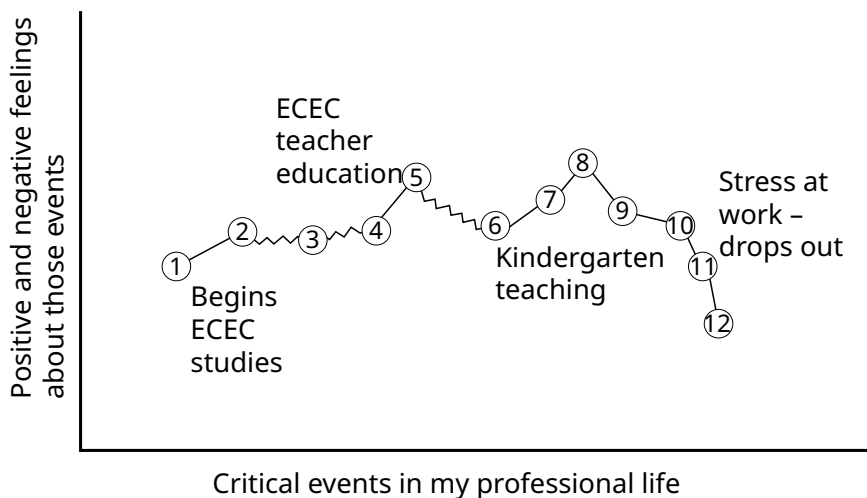 Positive and negative feelings
about those events
ECEC
teacher
education
1
2
3
4
5
6
7
8
9
10
11
12
Begins
ECEC
studies
Kindergarten
teaching
Stress at
work –
drops out
Critical events in my professional life